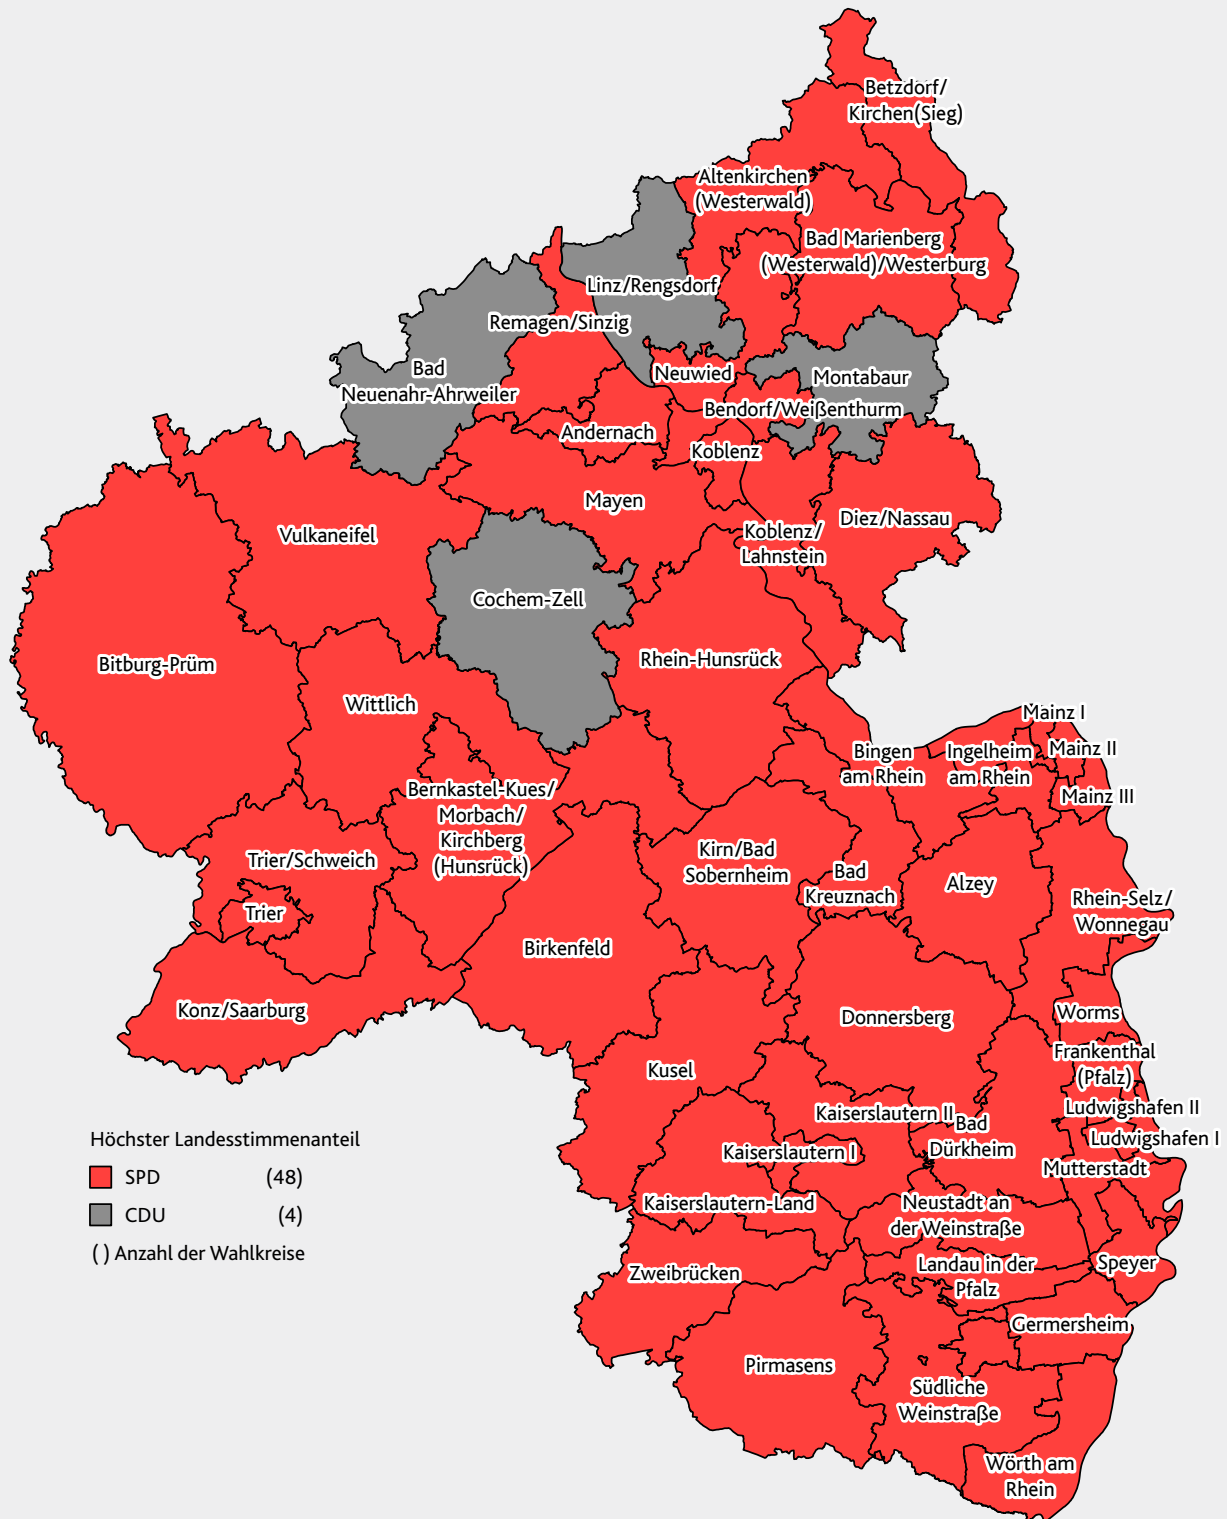 Betzdorf/
Kirchen(Sieg)
Altenkirchen
(Westerwald)
Bad Marienberg
(Westerwald)/Westerburg
Linz/Rengsdorf
Remagen/Sinzig
Bad
Neuenahr-Ahrweiler
Neuwied
Montabaur
Bendorf/Weißenthurm
Andernach
Koblenz
Mayen
Vulkaneifel
Koblenz/
Lahnstein
Diez/Nassau
Cochem-Zell
Bitburg-Prüm
Rhein-Hunsrück
Wittlich
Mainz I
Bingen
am Rhein
Ingelheim
am Rhein
Mainz II
Mainz III
Bernkastel-Kues/
Morbach/
Kirchberg
(Hunsrück)
Trier/Schweich
Kirn/Bad
Sobernheim
Bad
Kreuznach
Alzey
Rhein-Selz/
Wonnegau
Trier
Birkenfeld
Konz/Saarburg
Donnersberg
Worms
Kusel
Frankenthal
(Pfalz)
Kaiserslautern II
Bad
Dürkheim
Ludwigshafen II
Ludwigshafen I
Kaiserslautern I
Mutterstadt
Kaiserslautern-Land
Neustadt an
der Weinstraße
Landau in der
Pfalz
Speyer
Zweibrücken
Germersheim
Pirmasens
Südliche
Weinstraße
Wörth am
Rhein
Höchster Landesstimmenanteil
SPD (48)
CDU (4)
( ) Anzahl der Wahlkreise